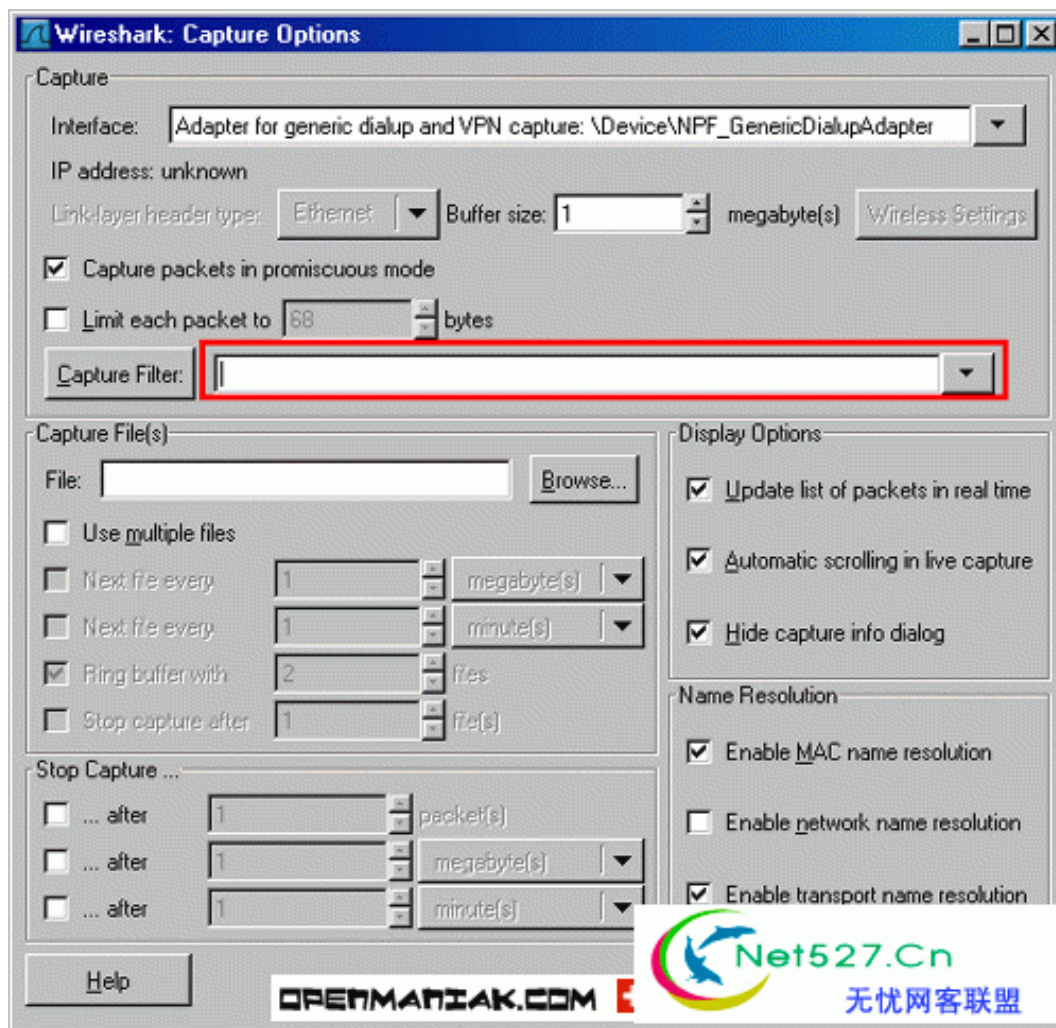 Wireshark: Capture Options
Capture
Interface: Adapter for generic dialup and VPN capture: \Device\NPF_GenericDialupAdapter
IP address: unknown
Link-layer header type: Ethernet Buffer size: 1 megabyte(s) Wireless Settings
Capture packets in promiscuous mode
Limit each packet to 68 bytes
Capture Filter:
Capture File(s)
File: Browse...
Use multiple files
Next file every 1 megabyte(s)
Next file every 1 minute(s)
Ring buffer with 2 files
Stop capture after 1 file(s)
Stop Capture ...
... after 1 packet(s)
... after 1 megabyte(s)
... after 1 minute(s)
Display Options
Update list of packets in real time
Automatic scrolling in live capture
Hide capture info dialog
Name Resolution
Enable MAC name resolution
Enable network name resolution
Enable transport name resolution
Help
OPENMANIAK.COM
Net527.Cn
无忧网客联盟